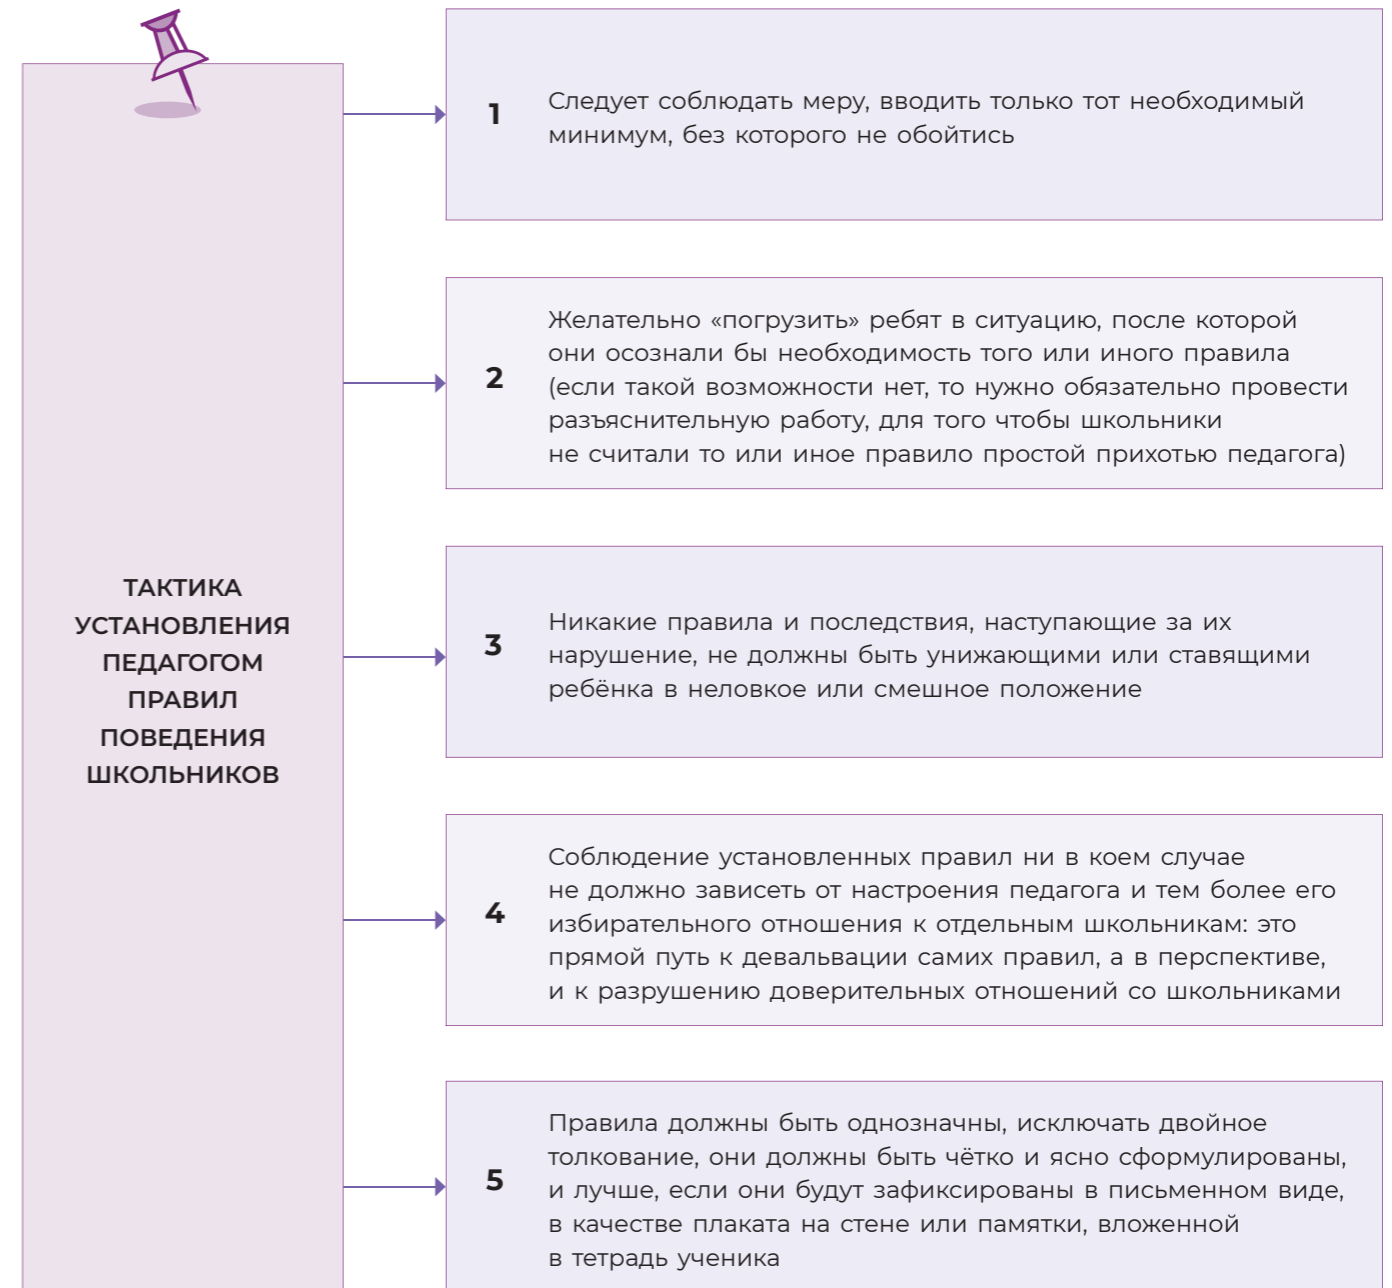 ТАКТИКА
УСТАНОВЛЕНИЯ
ПЕДАГОГОМ
ПРАВИЛ
ПОВЕДЕНИЯ
ШКОЛЬНИКОВ
1
Следует соблюдать меру, вводить только тот необходимый
минимум, без которого не обойтись
2
Желательно «погрузить» ребят в ситуацию, после которой
они осознали бы необходимость того или иного правила
(если такой возможности нет, то нужно обязательно провести
разъяснительную работу, для того чтобы школьники
не считали то или иное правило простой прихотью педагога)
3
Никакие правила и последствия, наступающие за их
нарушение, не должны быть унижающими или ставящими
ребёнка в неловкое или смешное положение
4
Соблюдение установленных правил ни в коем случае
не должно зависеть от настроения педагога и тем более его
избирательного отношения к отдельным школьникам: это
прямой путь к девальвации самих правил, а в перспективе,
и к разрушению доверительных отношений со школьниками
5
Правила должны быть однозначны, исключать двойное
толкование, они должны быть чётко и ясно сформулированы,
и лучше, если они будут зафиксированы в письменном виде,
в качестве плаката на стене или памятки, вложенной
в тетрадь ученика